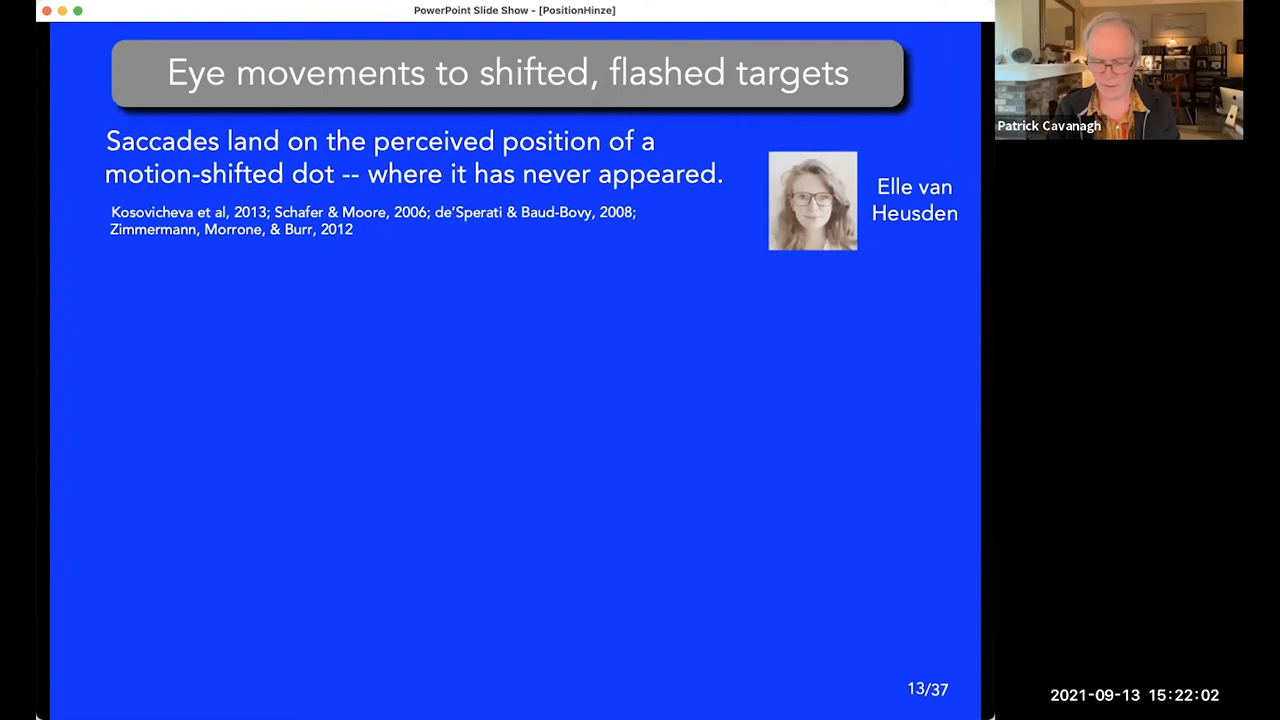 PowerPoint Slide Show - [PositionHinze]
Eye movements to shifted, flashed targets
Saccades land on the perceived position of a
motion-shifted dot -- where it has never appeared.
Kosovicheva et al, 2013; Schafer & Moore, 2006; de'Sperati & Baud-Bovy, 2008;
Zimmermann, Morrone, & Burr, 2012
Elle van
Heusden
13/37
Patrick Cavanagh
2021-09-13 15:22:02